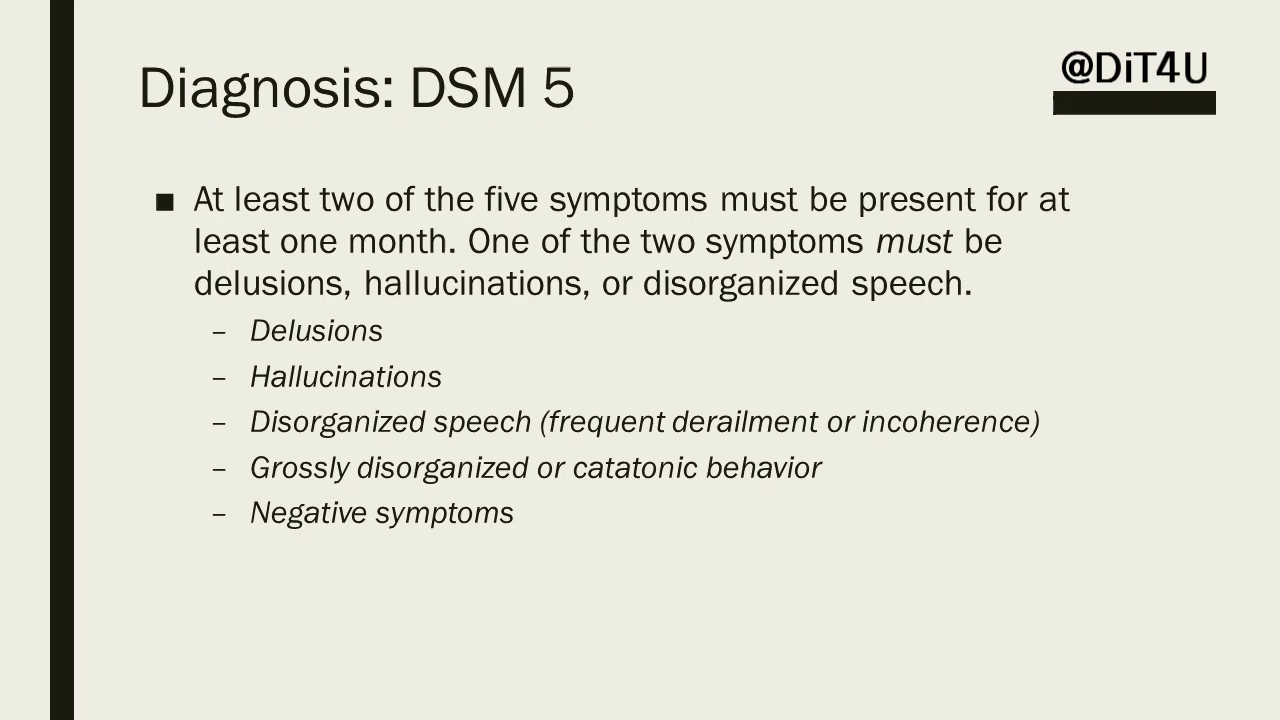 Diagnosis: DSM 5
@DiT4U
■ At least two of the five symptoms must be present for at
least one month. One of the two symptoms must be
delusions, hallucinations, or disorganized speech.
– Delusions
– Hallucinations
– Disorganized speech (frequent derailment or incoherence)
– Grossly disorganized or catatonic behavior
– Negative symptoms